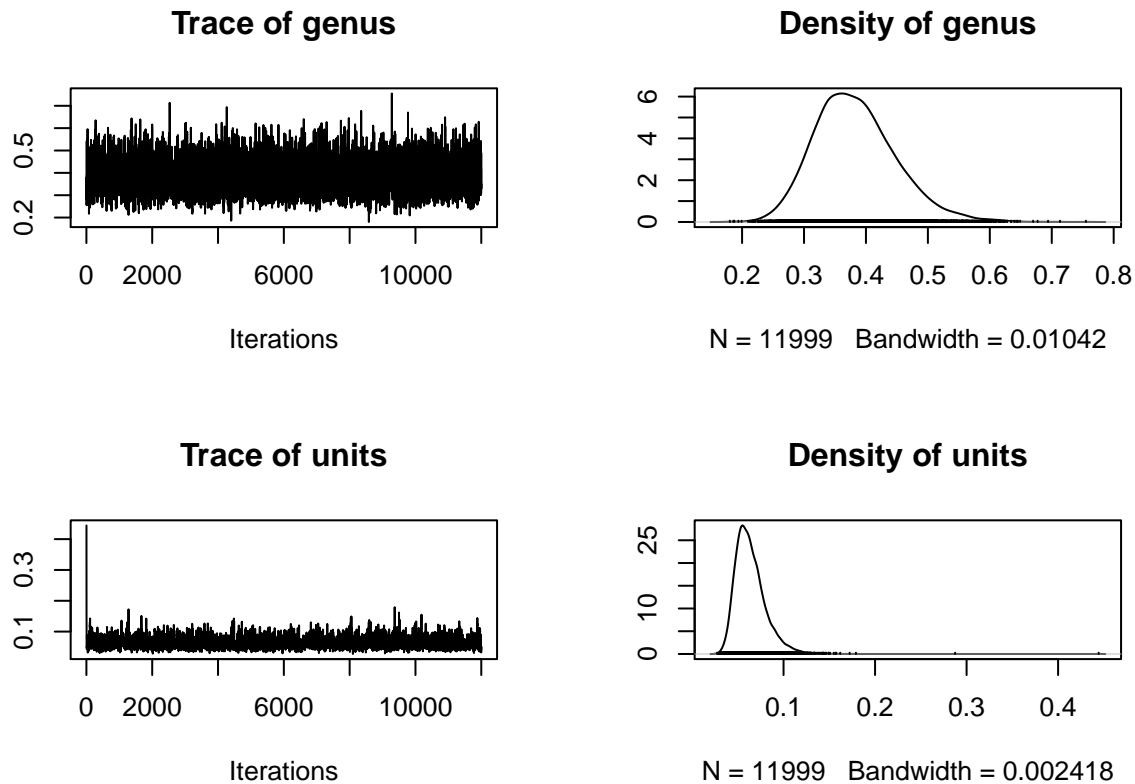 Trace of genus
0.2 0.5
0 2000 6000 10000
Iterations
Density of genus
0 2 4 6
0.2 0.3 0.4 0.5 0.6 0.7 0.8
N = 11999 Bandwidth = 0.01042
Trace of units
0.1 0.3
0 2000 6000 10000
Iterations
Density of units
0 10 25
0.1 0.2 0.3 0.4
N = 11999 Bandwidth = 0.002418